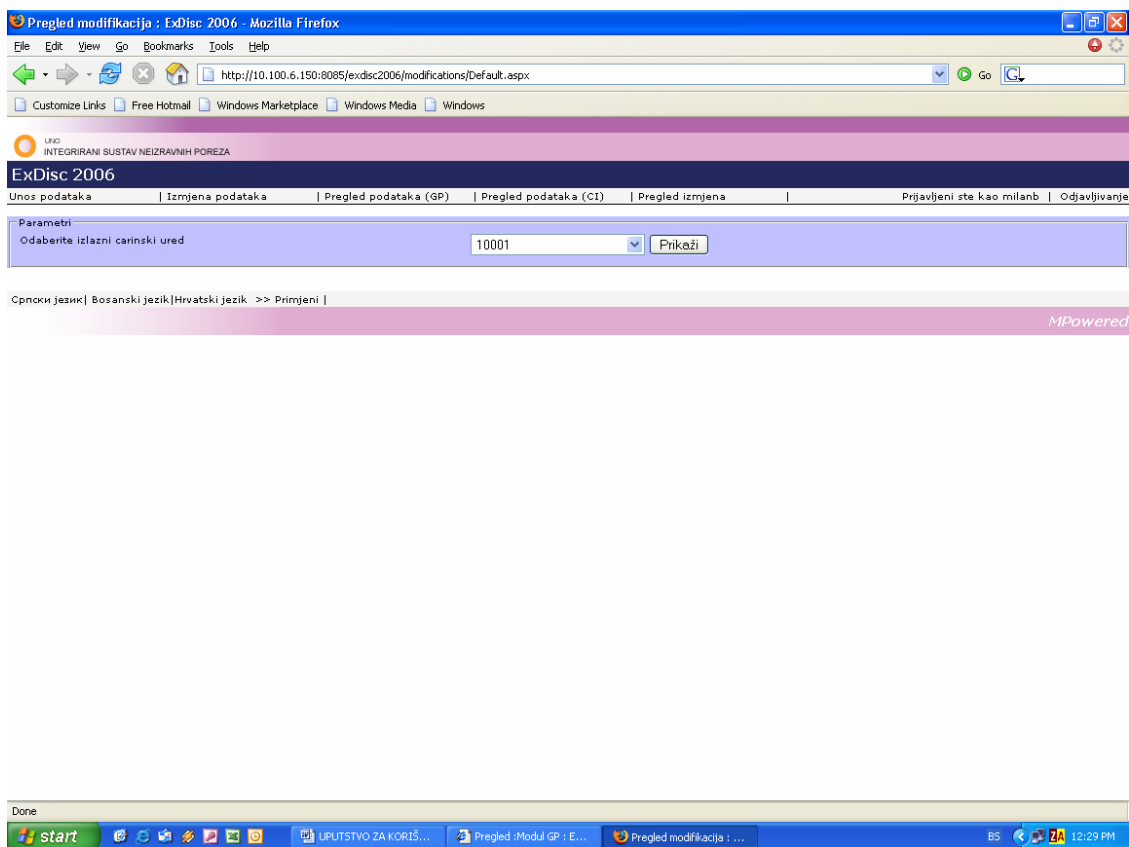 Pregled modifikacija : ExDisc 2006 - Mozilla Firefox
File Edit View Go Bookmarks Tools Help
http://10.100.6.150:8085/exdisc2006/modifications/Default.aspx Go G
Customize Links Free Hotmail Windows Marketplace Windows Media Windows
UNO
INTEGRIRANI SUSTAV NEIZRAVNIH POREZA
ExDisc 2006
Unos podataka | Izmjena podataka | Pregled podataka (GP) | Pregled podataka (CI) | Pregled izmjena | Prijavljeni ste kao milanb | Odjavljivanje
Parametri
Odaberite izlazni carinski ured 10001 Prikaži
Српски језик| Bosanski jezik|Hrvatski jezik >> Primjeni |
MPowered
Done
start UPUTSTVO ZA KORIŠ... Pregled :Modul GP : E... Pregled modifikacija : ... BS ZA 12:29 PM